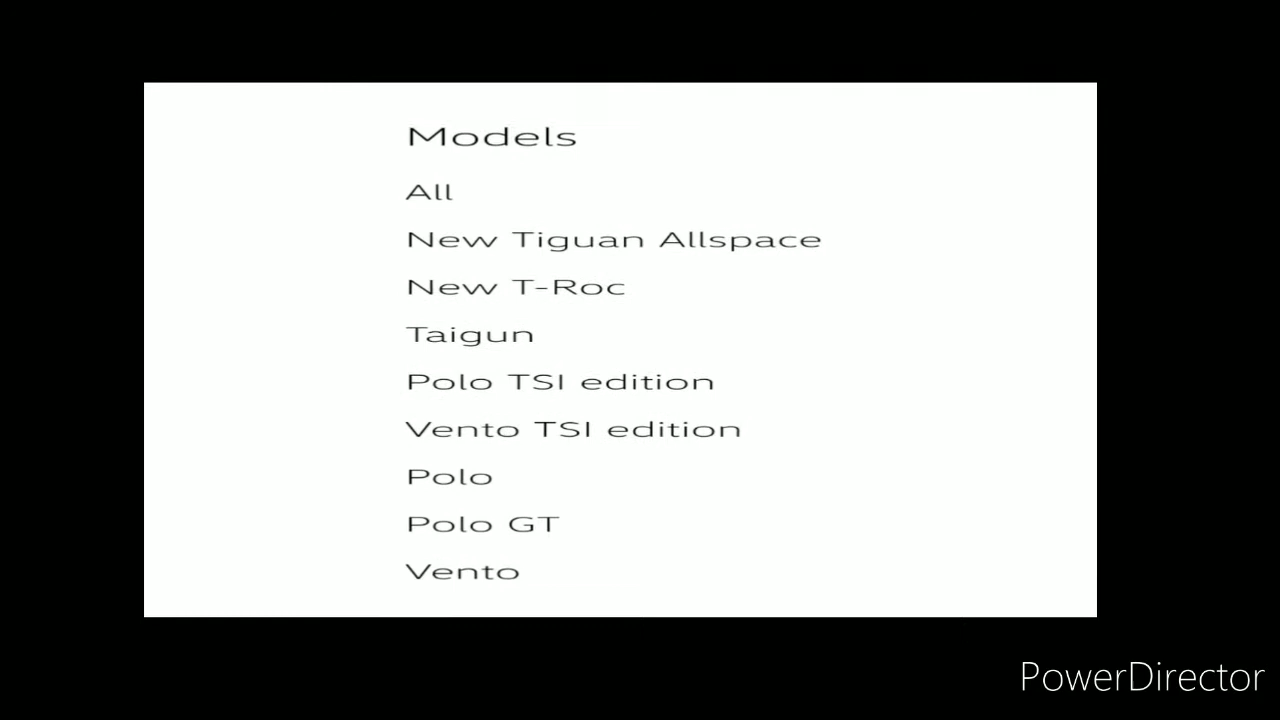 Models
All
New Tiguan Allspace
New T-Roc
Taigun
Polo TSI edition
Vento TSI edition
Polo
Polo GT
Vento
PowerDirector